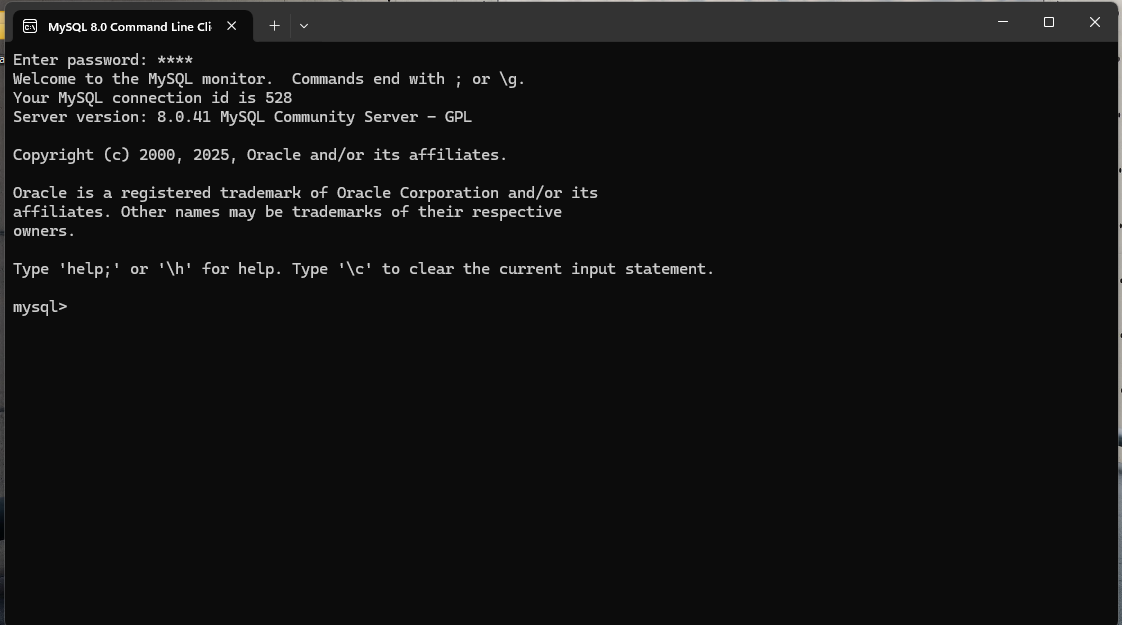 MySQL 8.0 Command Line Cli
Enter password: ****
Welcome to the MySQL monitor.  Commands end with ; or \g.
Your MySQL connection id is 528
Server version: 8.0.41 MySQL Community Server - GPL
Copyright (c) 2000, 2025, Oracle and/or its affiliates.
Oracle is a registered trademark of Oracle Corporation and/or its
affiliates. Other names may be trademarks of their respective
owners.
Type 'help;' or '\h' for help. Type '\c' to clear the current input statement.
mysql>